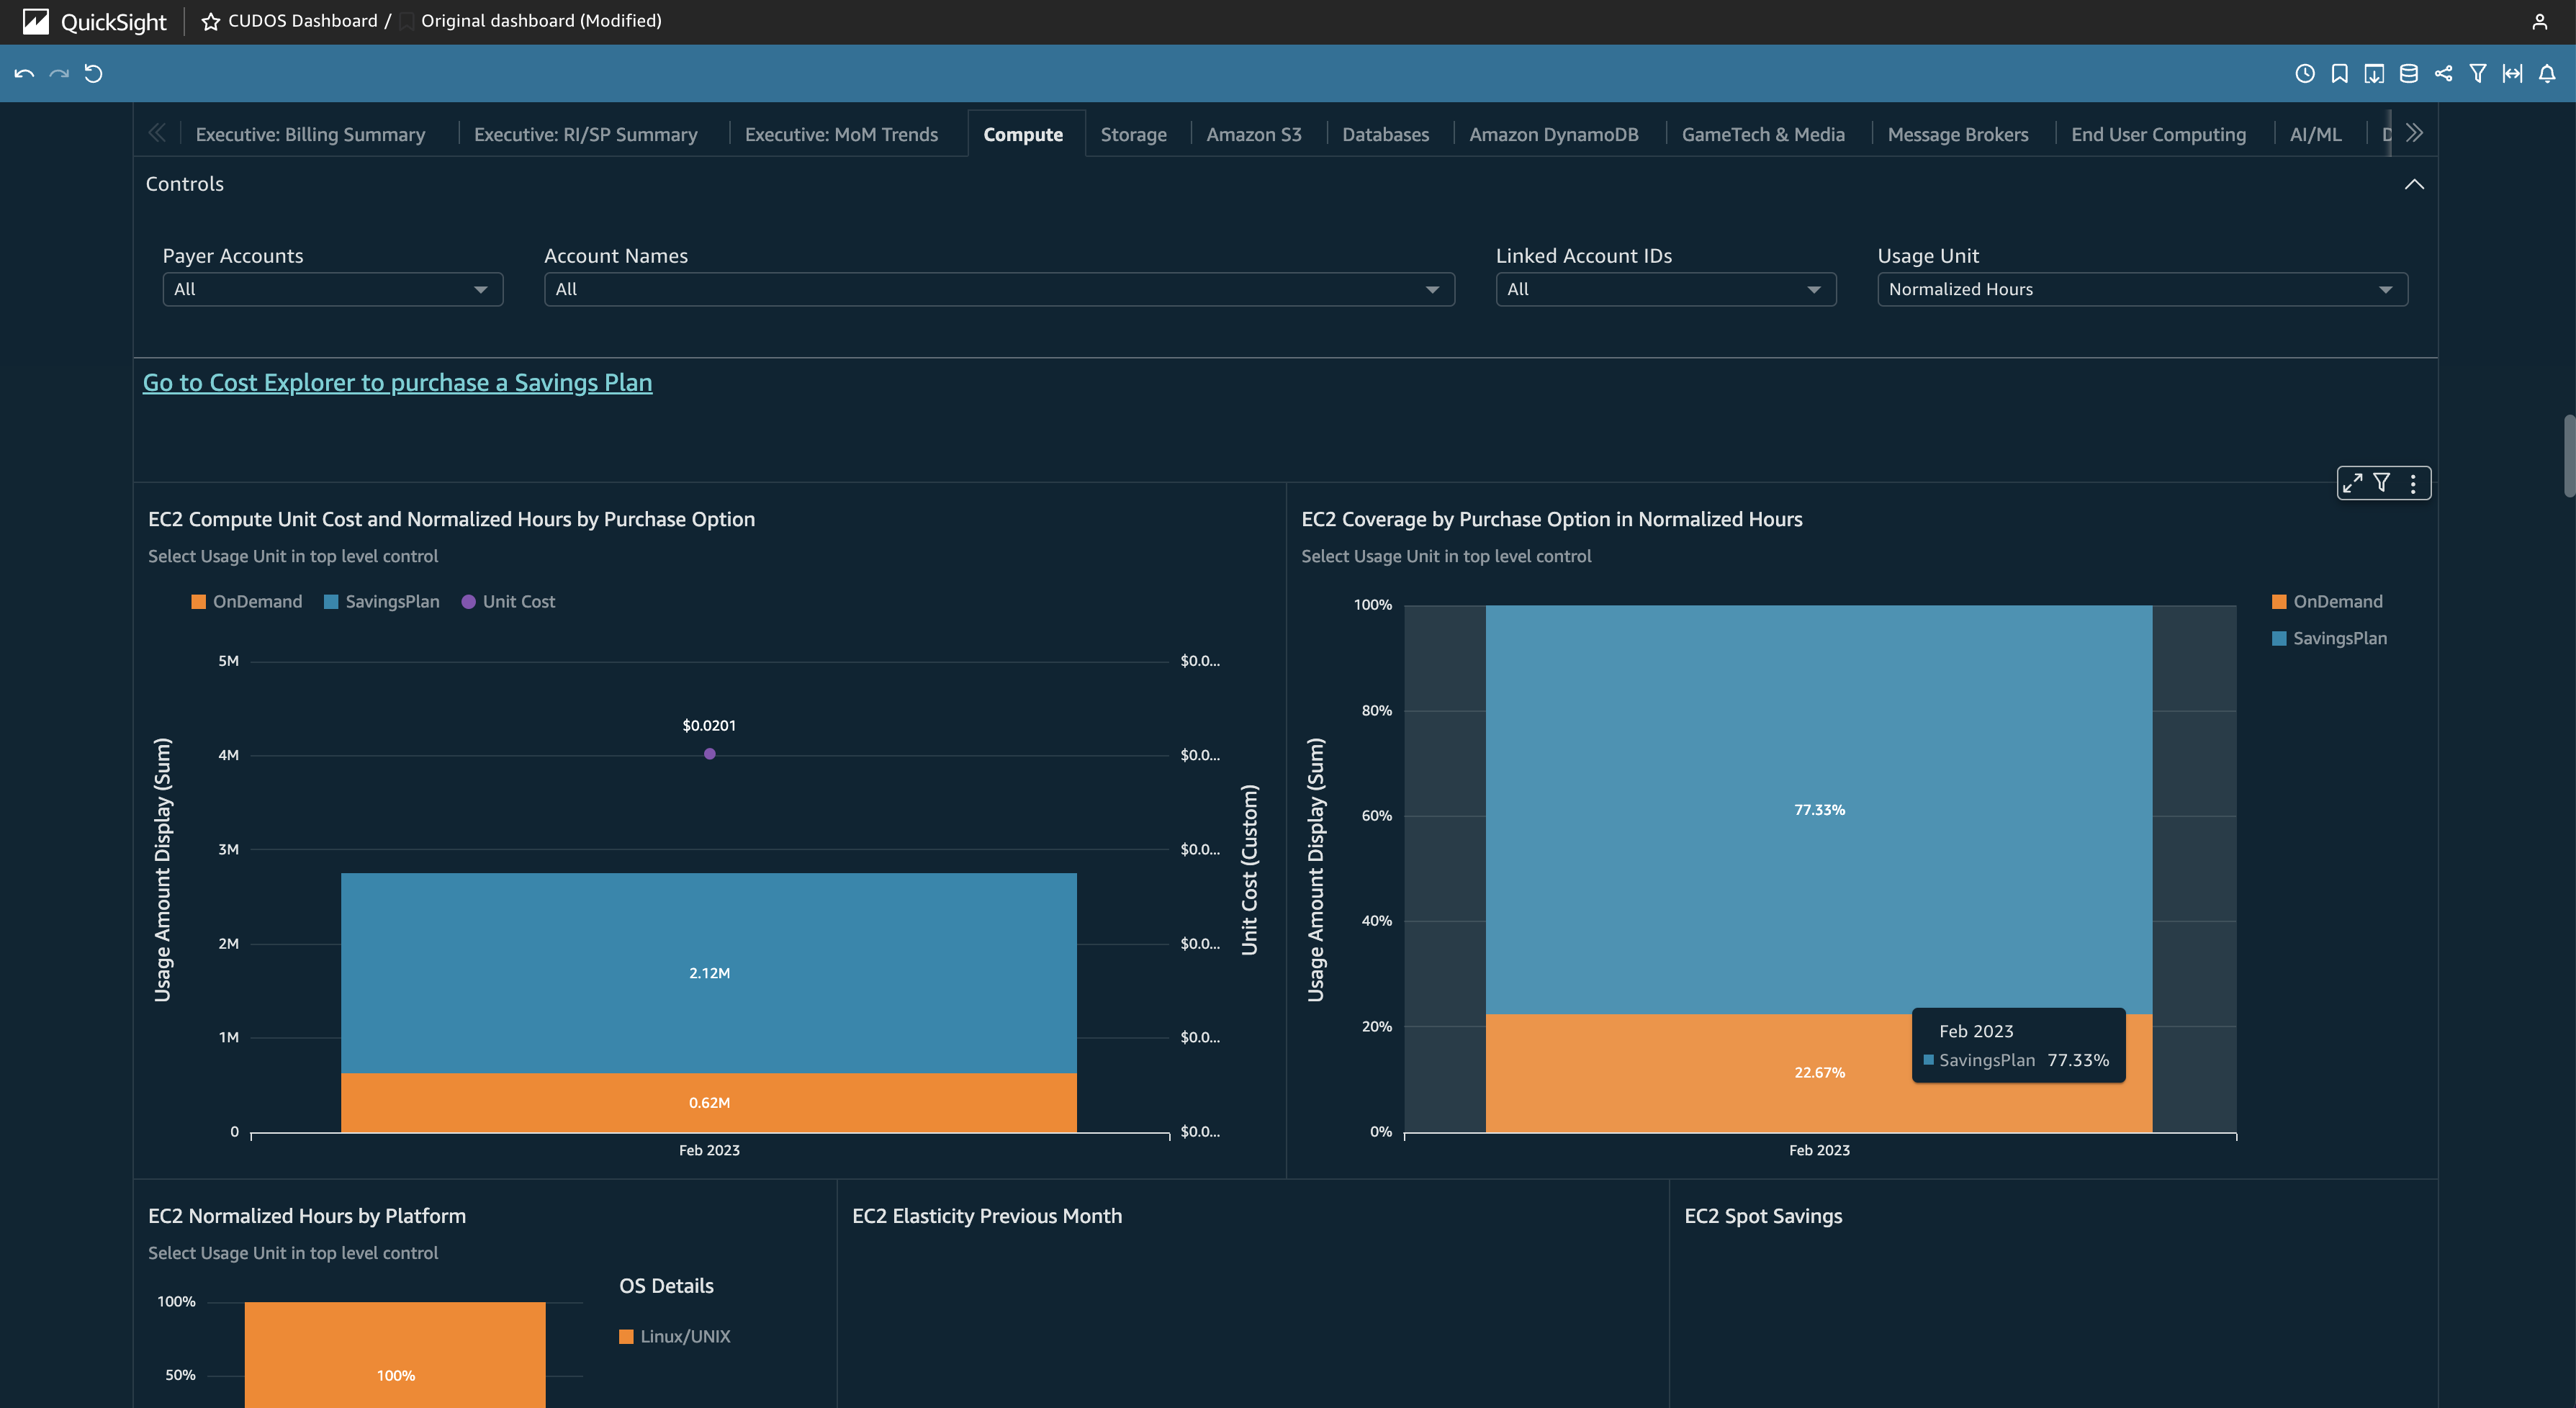 QuickSight
CUDOS Dashboard / Original dashboard (Modified)
Executive: Billing Summary
Executive: RI/SP Summary
Executive: MoM Trends
Compute
Storage
Amazon S3
Databases
Amazon DynamoDB
GameTech & Media
Message Brokers
End User Computing
AI/ML
Controls
Payer Accounts
All
Account Names
All
Linked Account IDs
All
Usage Unit
Normalized Hours
Go to Cost Explorer to purchase a Savings Plan
EC2 Compute Unit Cost and Normalized Hours by Purchase Option
Select Usage Unit in top level control
OnDemand
SavingsPlan
Unit Cost
Usage Amount Display (Sum)
5M
4M
3M
2M
1M
0
$0.0201
2.12M
0.62M
Feb 2023
$0.0...
$0.0...
$0.0...
$0.0...
$0.0...
$0.0...
Unit Cost (Custom)
EC2 Coverage by Purchase Option in Normalized Hours
Select Usage Unit in top level control
Usage Amount Display (Sum)
100%
80%
60%
40%
20%
0%
77.33%
22.67%
Feb 2023
Feb 2023
SavingsPlan 77.33%
OnDemand
SavingsPlan
EC2 Normalized Hours by Platform
Select Usage Unit in top level control
100%
50%
100%
OS Details
Linux/UNIX
EC2 Elasticity Previous Month
EC2 Spot Savings